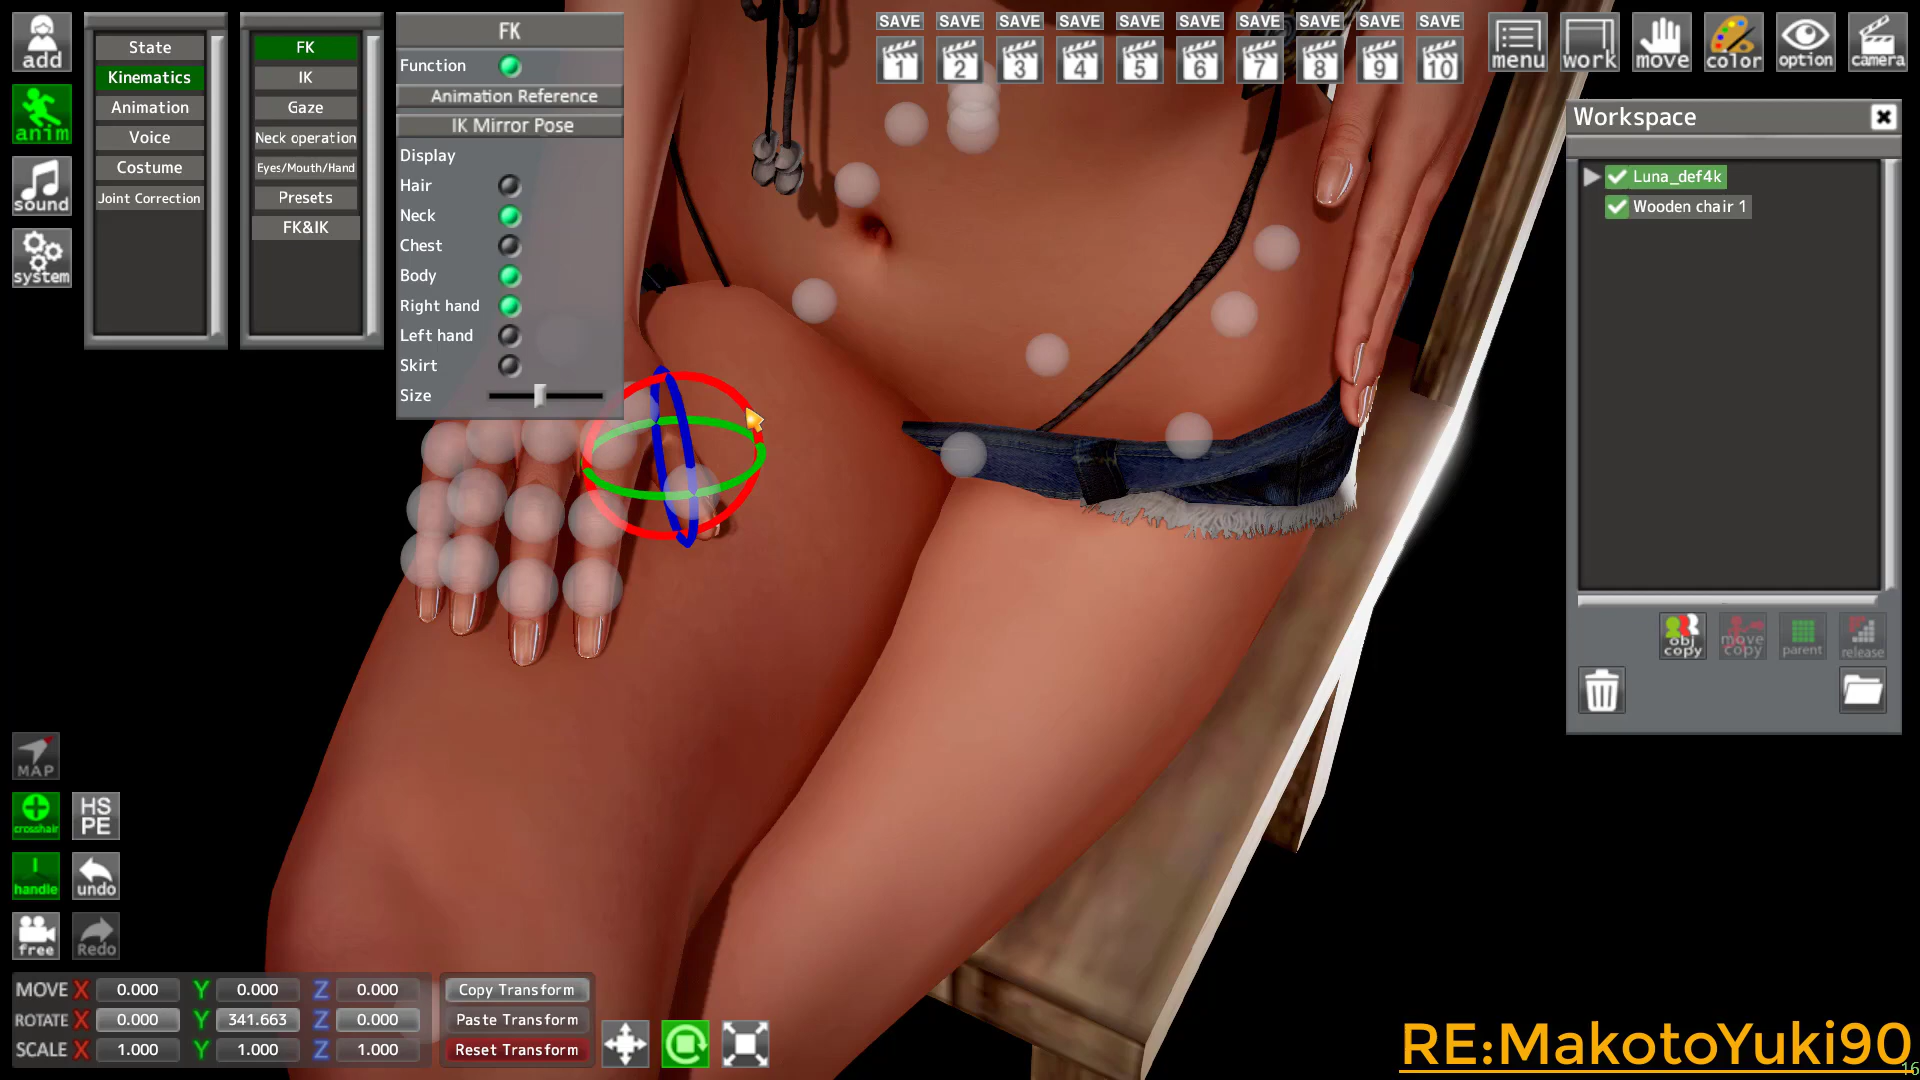 add
anim
sound
system
State
Kinematics
Animation
Voice
Costume
Joint Correction
FK
IK
Gaze
Neck operation
Eyes/Mouth/Hand
Presets
FK&IK
FK
Function
Animation Reference
IK Mirror Pose
Display
Hair
Neck
Chest
Body
Right hand
Left hand
Skirt
Size
SAVE SAVE SAVE SAVE SAVE SAVE SAVE SAVE SAVE SAVE
1 2 3 4 5 6 7 8 9 10
menu work move color option camera
Workspace
Luna_def4k
Wooden chair 1
obj copy
move copy
parent
release
MAP
crosshair
HS PE
handle
undo
free
Redo
MOVE X 0.000 Y 0.000 Z 0.000
ROTATE X 0.000 Y 341.663 Z 0.000
SCALE X 1.000 Y 1.000 Z 1.000
Copy Transform
Paste Transform
Reset Transform
RE:MakotoYuki90
16